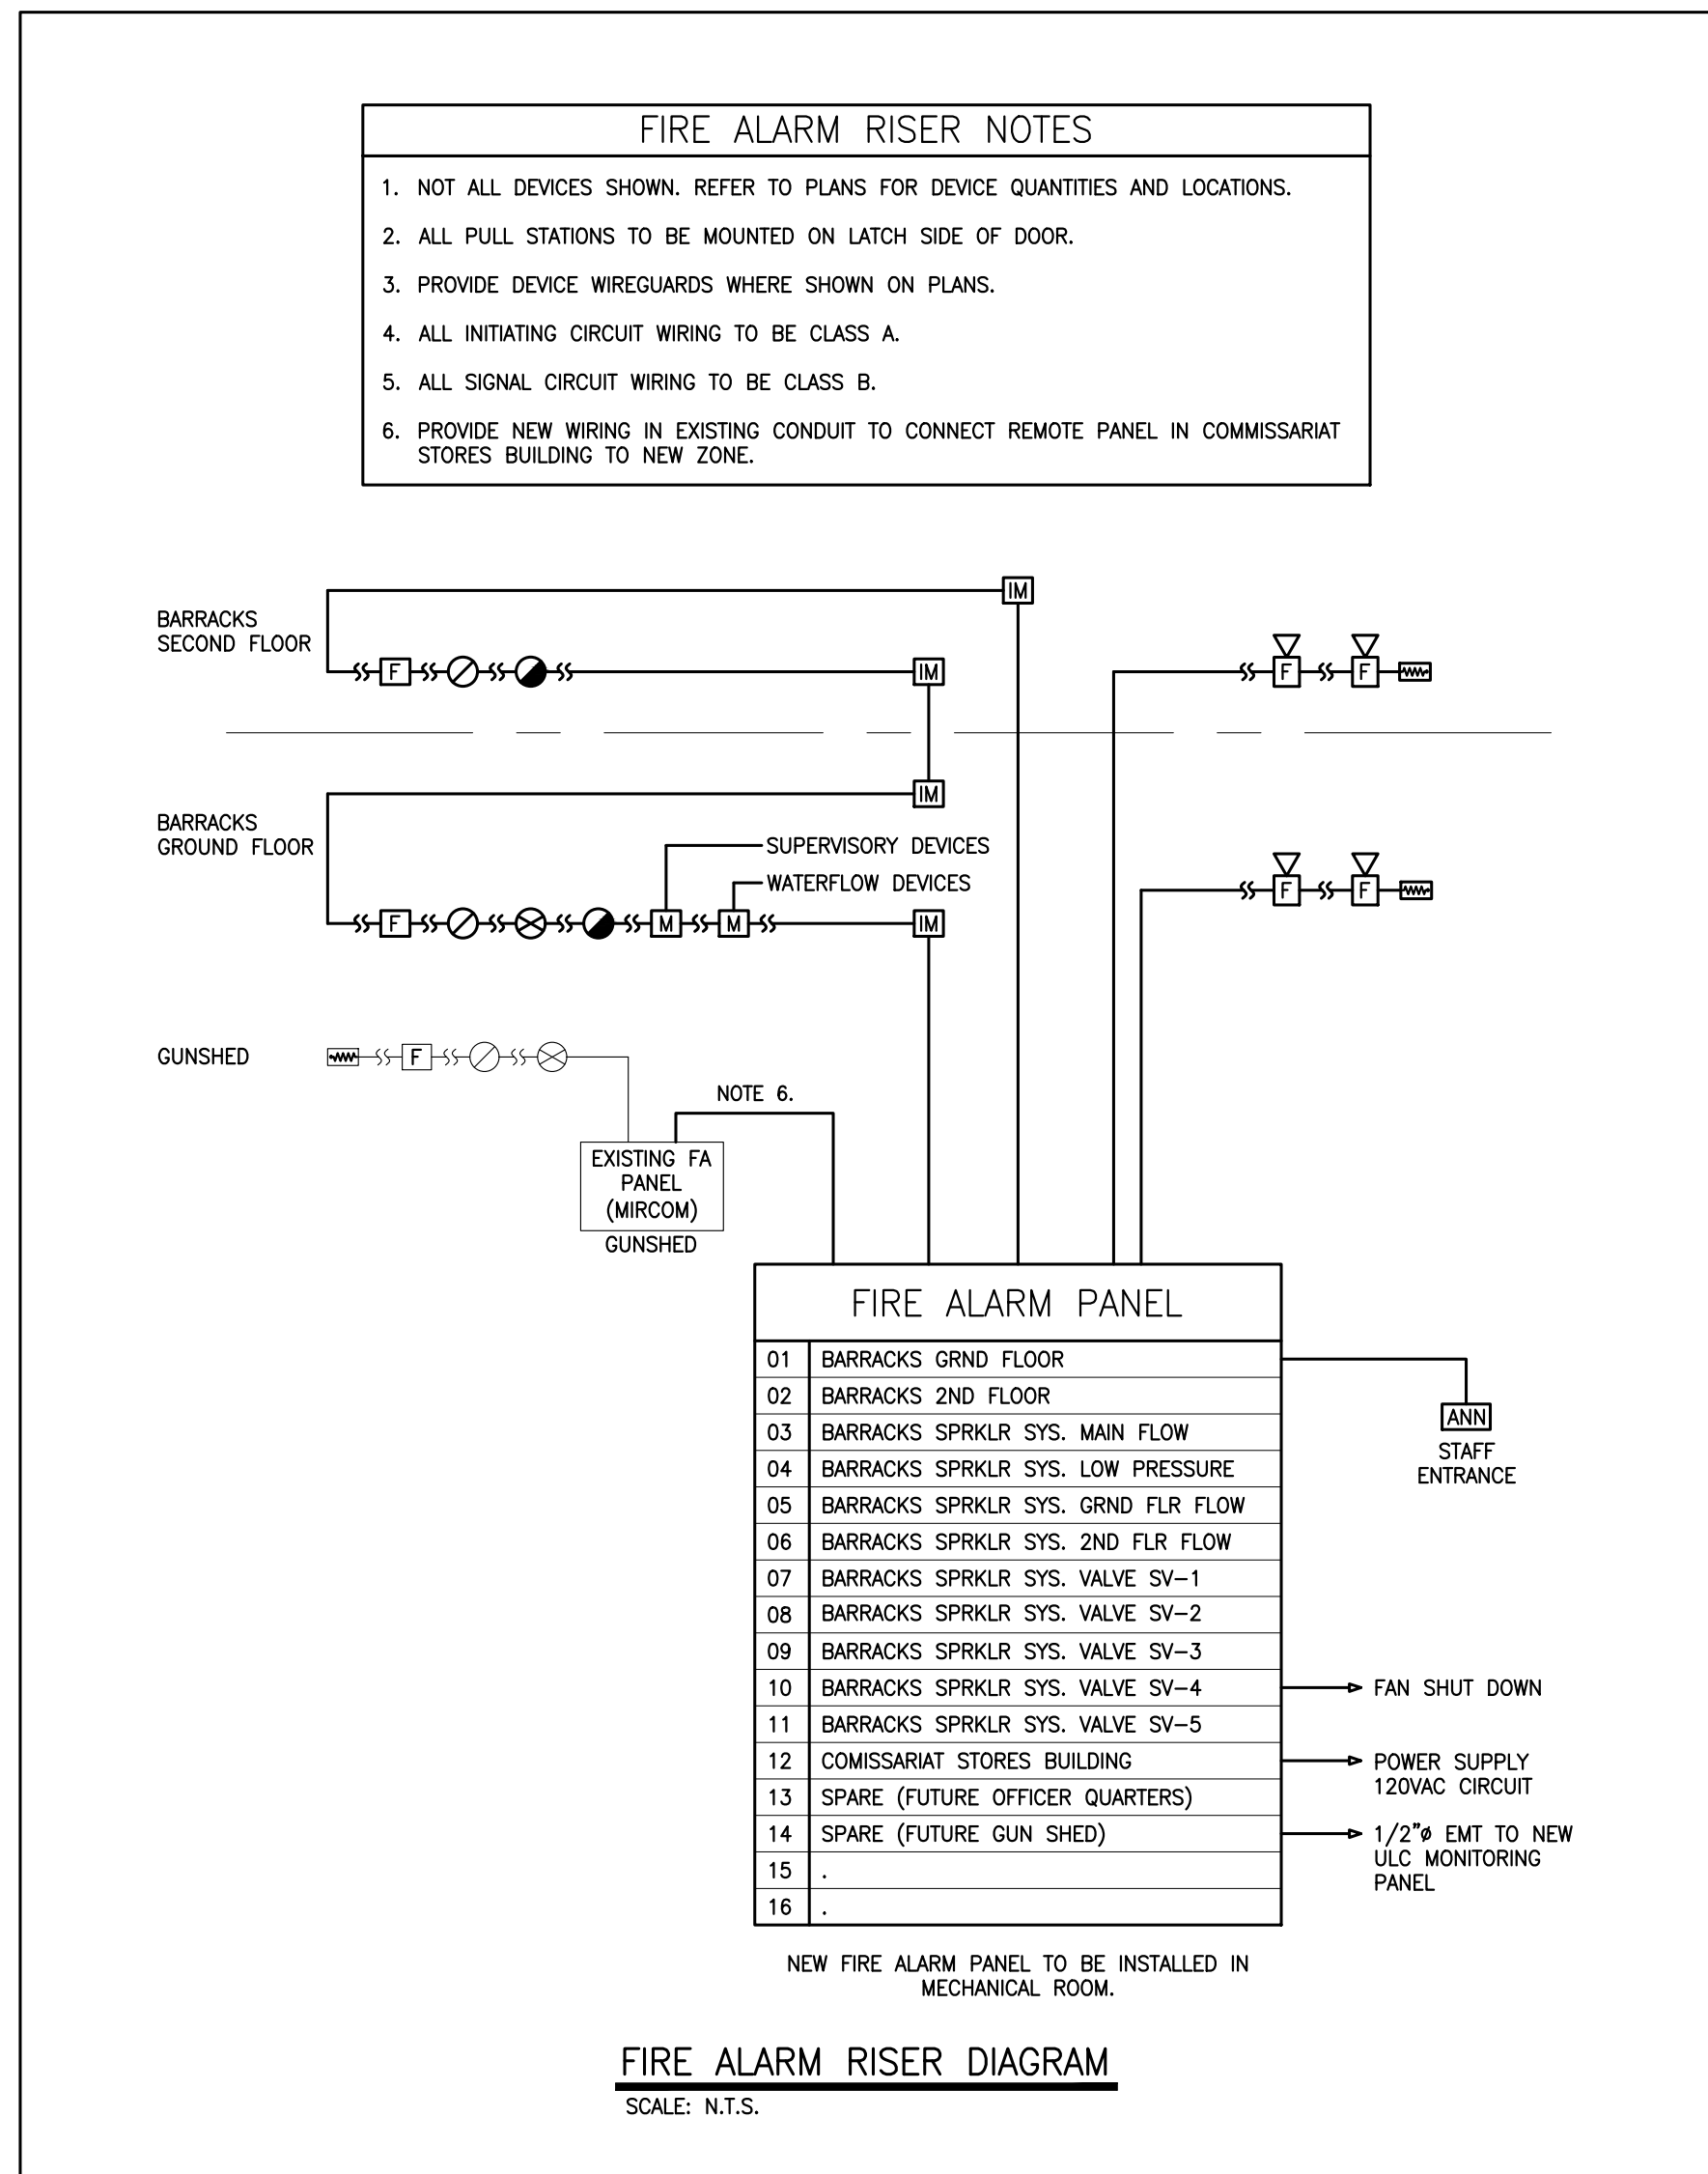 FIRE ALARM RISER NOTES
1. NOT ALL DEVICES SHOWN. REFER TO PLANS FOR DEVICE QUANTITIES AND LOCATIONS.
2. ALL PULL STATIONS TO BE MOUNTED ON LATCH SIDE OF DOOR.
3. PROVIDE DEVICE WIREGUARDS WHERE SHOWN ON PLANS.
4. ALL INITIATING CIRCUIT WIRING TO BE CLASS A.
5. ALL SIGNAL CIRCUIT WIRING TO BE CLASS B.
6. PROVIDE NEW WIRING IN EXISTING CONDUIT TO CONNECT REMOTE PANEL IN COMMISSARIAT
STORES BUILDING TO NEW ZONE.
IM
BARRACKS
SECOND FLOOR
F
IM
F
F
IM
BARRACKS
GROUND FLOOR
SUPERVISORY DEVICES
WATERFLOW DEVICES
F
F
F
M
M
IM
GUNSHED
F
NOTE 6.
EXISTING FA
PANEL
(MIRCOM)
GUNSHED
FIRE ALARM PANEL
01 BARRACKS GRND FLOOR
02 BARRACKS 2ND FLOOR
03 BARRACKS SPRKLR SYS. MAIN FLOW
04 BARRACKS SPRKLR SYS. LOW PRESSURE
05 BARRACKS SPRKLR SYS. GRND FLR FLOW
06 BARRACKS SPRKLR SYS. 2ND FLR FLOW
07 BARRACKS SPRKLR SYS. VALVE SV-1
08 BARRACKS SPRKLR SYS. VALVE SV-2
09 BARRACKS SPRKLR SYS. VALVE SV-3
10 BARRACKS SPRKLR SYS. VALVE SV-4
11 BARRACKS SPRKLR SYS. VALVE SV-5
12 COMISSARIAT STORES BUILDING
13 SPARE (FUTURE OFFICER QUARTERS)
14 SPARE (FUTURE GUN SHED)
15 .
16 .
ANN
STAFF
ENTRANCE
FAN SHUT DOWN
POWER SUPPLY
120VAC CIRCUIT
1/2"ø EMT TO NEW
ULC MONITORING
PANEL
NEW FIRE ALARM PANEL TO BE INSTALLED IN
MECHANICAL ROOM.
FIRE ALARM RISER DIAGRAM
SCALE: N.T.S.